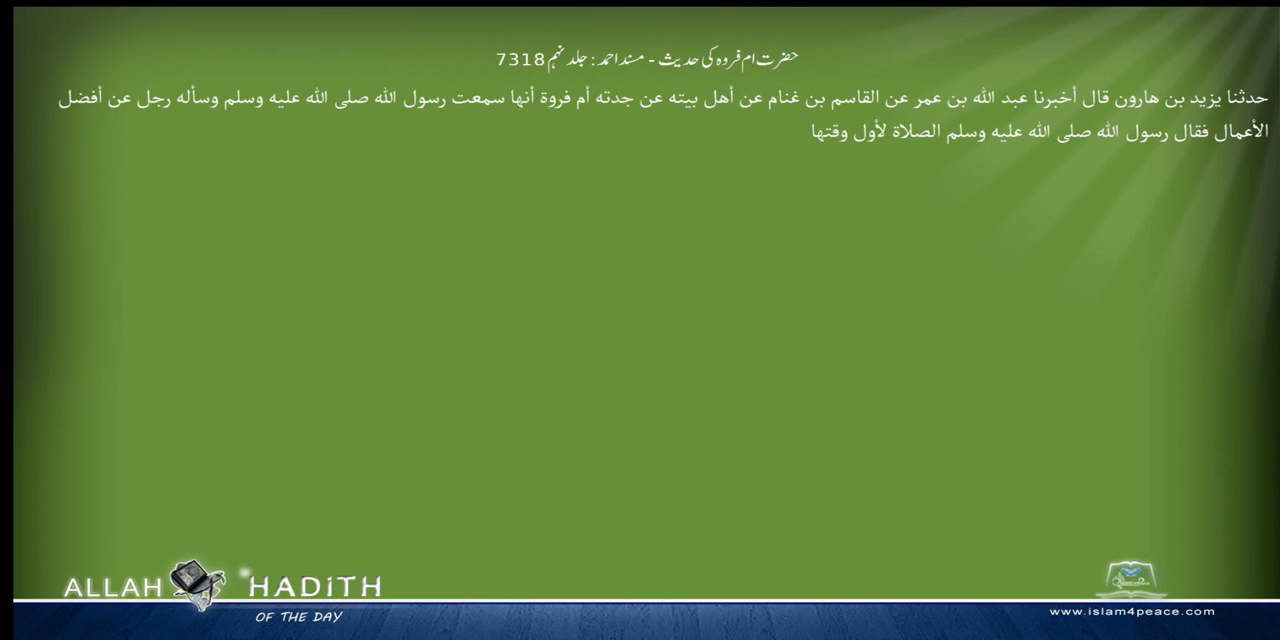 حضرت ام فروہ کی حدیث - مسند احمد : جلد نہم 7318
حدثنا يزيد بن هارون قال أخبرنا عبد الله بن عمر عن القاسم بن غنام عن أهل بيته عن جدته أم فروة أنها سمعت رسول الله صلى الله عليه وسلم وسأله رجل عن أفضل
الأعمال فقال رسول الله صلى الله عليه وسلم الصلاة لأول وقتها
ALLAH HADITH
OF THE DAY
www.islam4peace.com